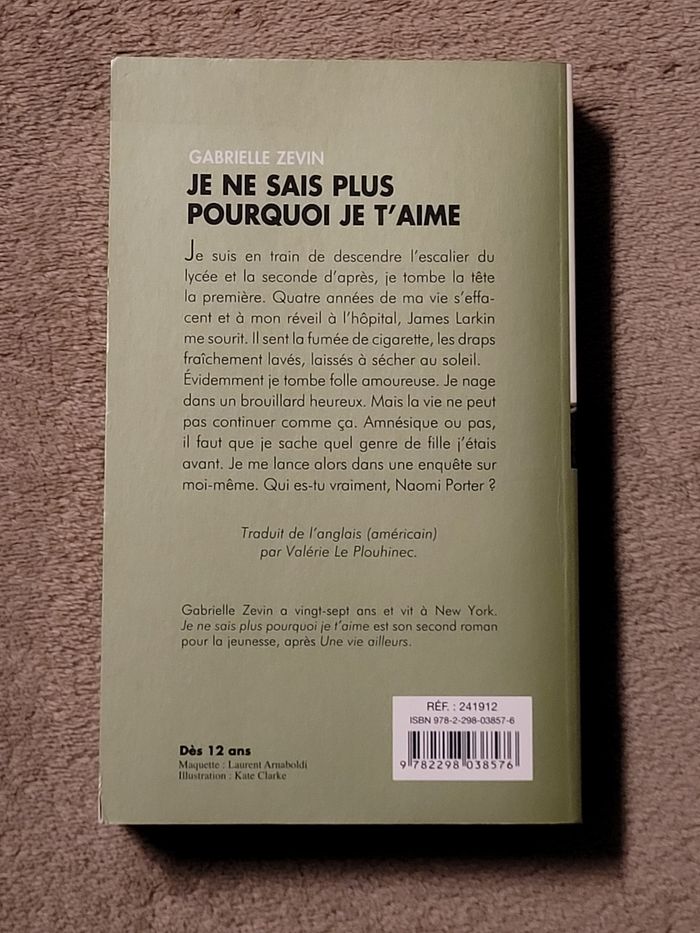 GABRIELLE ZEVIN
JE NE SAIS PLUS
POURQUOI JE T'AIME
Je suis en train de descendre l'escalier du
lycée et la seconde d'après, je tombe la tête
la première. Quatre années de ma vie s'effa-
cent et à mon réveil à l'hôpital, James Larkin
me sourit. Il sent la fumée de cigarette, les draps
fraîchement lavés, laissés à sécher au soleil.
Évidemment je tombe folle amoureuse. Je nage
dans un brouillard heureux. Mais la vie ne peut
pas continuer comme ça. Amnésique ou pas,
il faut que je sache quel genre de fille j'étais
avant. Je me lance alors dans une enquête sur
moi-même. Qui es-tu vraiment, Naomi Porter ?
Traduit de l'anglais (américain)
par Valérie Le Plouhinec.
Gabrielle Zevin a vingt-sept ans et vit à New York.
Je ne sais plus pourquoi je t'aime est son second roman
pour la jeunesse, après Une vie ailleurs.
RÉF. : 241912
ISBN 978-2-298-03857-6
9 782298 038576
Dès 12 ans
Maquette : Laurent Arnaboldi
Illustration : Kate Clarke